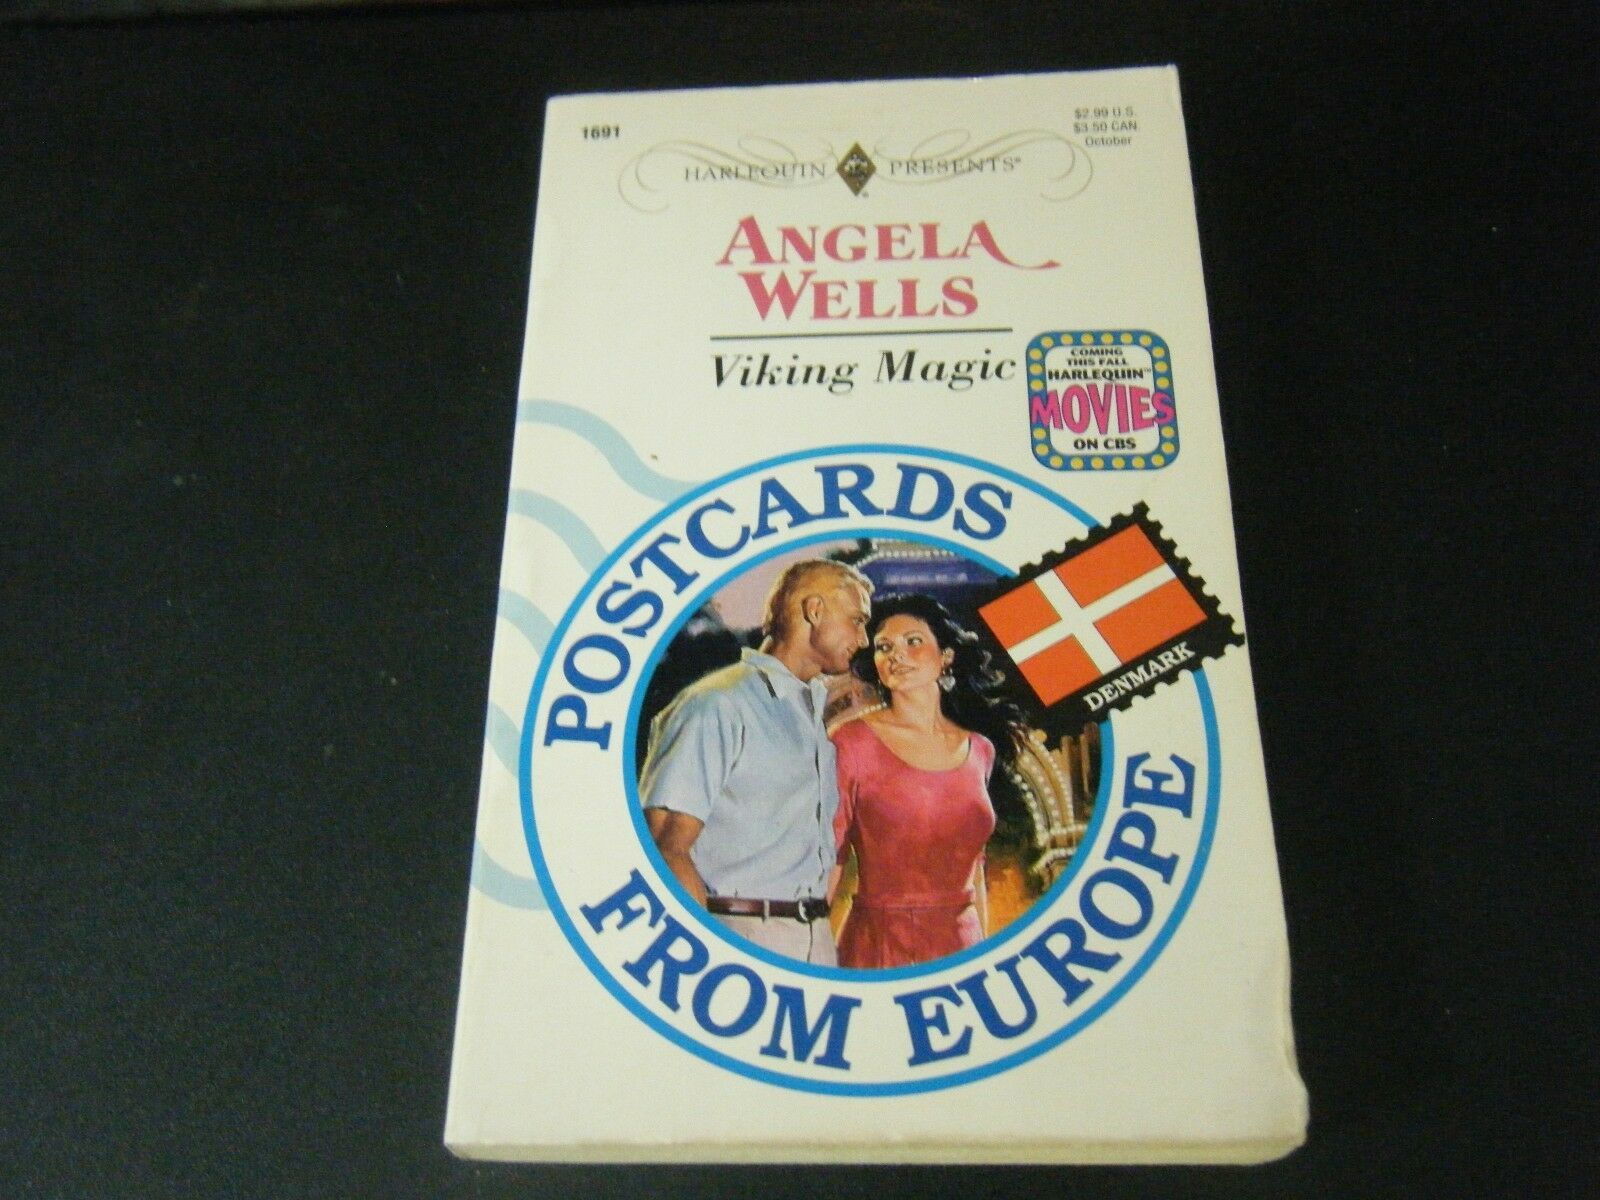 1691
$2.99 U.S.
$3.50 CAN.
October
HARLEQUIN PRESENTS®
ANGELA
WELLS
Viking Magic
COMING
THIS FALL
HARLEQUIN™
MOVIES
ON CBS
POSTCARDS
FROM EUROPE
DENMARK